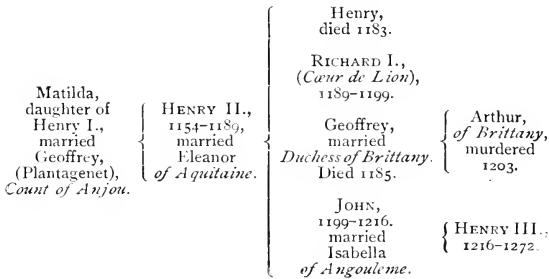 Matilda,
daughter of
Henry I.,
married
Geoffrey,
(Plantagenet),
Count of Anjou.
HENRY II.,
1154-1189,
married
Eleanor
of Aquitaine.
Henry,
died 1183.
RICHARD I.,
(Cœur de Lion),
1189-1199.
Geoffrey,
married
Duchess of Brittany.
Died 1185.
JOHN,
1199-1216.
married
Isabella
of Angouleme.
Arthur,
of Brittany,
murdered
1203.
HENRY III.,
1216-1272.